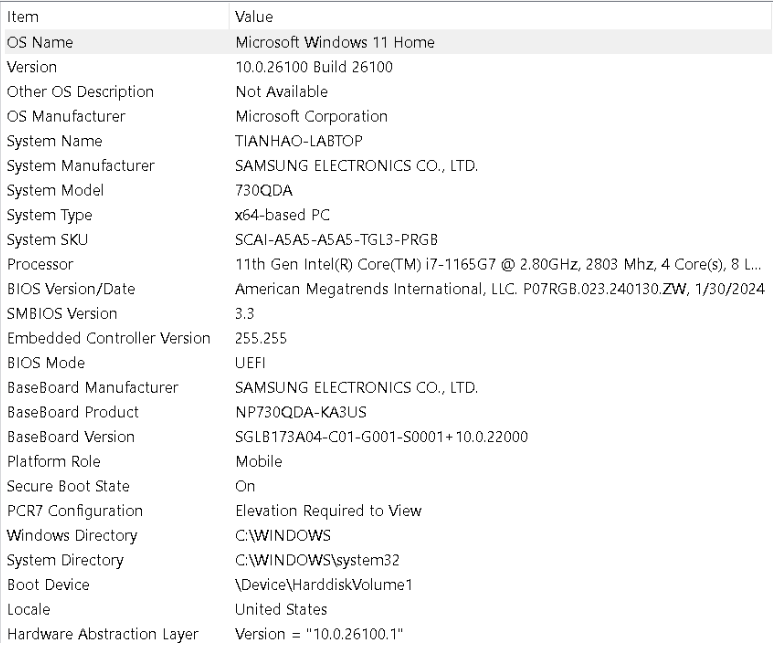 Item Value
OS Name Microsoft Windows 11 Home
Version 10.0.26100 Build 26100
Other OS Description Not Available
OS Manufacturer Microsoft Corporation
System Name TIANHAO-LABTOP
System Manufacturer SAMSUNG ELECTRONICS CO., LTD.
System Model 730QDA
System Type x64-based PC
System SKU SCAI-A5A5-A5A5-TGL3-PRGB
Processor 11th Gen Intel(R) Core(TM) i7-1165G7 @ 2.80GHz, 2803 Mhz, 4 Core(s), 8 L...
BIOS Version/Date American Megatrends International, LLC. P07RGB.023.240130.ZW, 1/30/2024
SMBIOS Version 3.3
Embedded Controller Version 255.255
BIOS Mode UEFI
BaseBoard Manufacturer SAMSUNG ELECTRONICS CO., LTD.
BaseBoard Product NP730QDA-KA3US
BaseBoard Version SGLB173A04-C01-G001-S0001+10.0.22000
Platform Role Mobile
Secure Boot State On
PCR7 Configuration Elevation Required to View
Windows Directory C:\WINDOWS
System Directory C:\WINDOWS\system32
Boot Device \Device\HarddiskVolume1
Locale United States
Hardware Abstraction Layer Version = "10.0.26100.1"